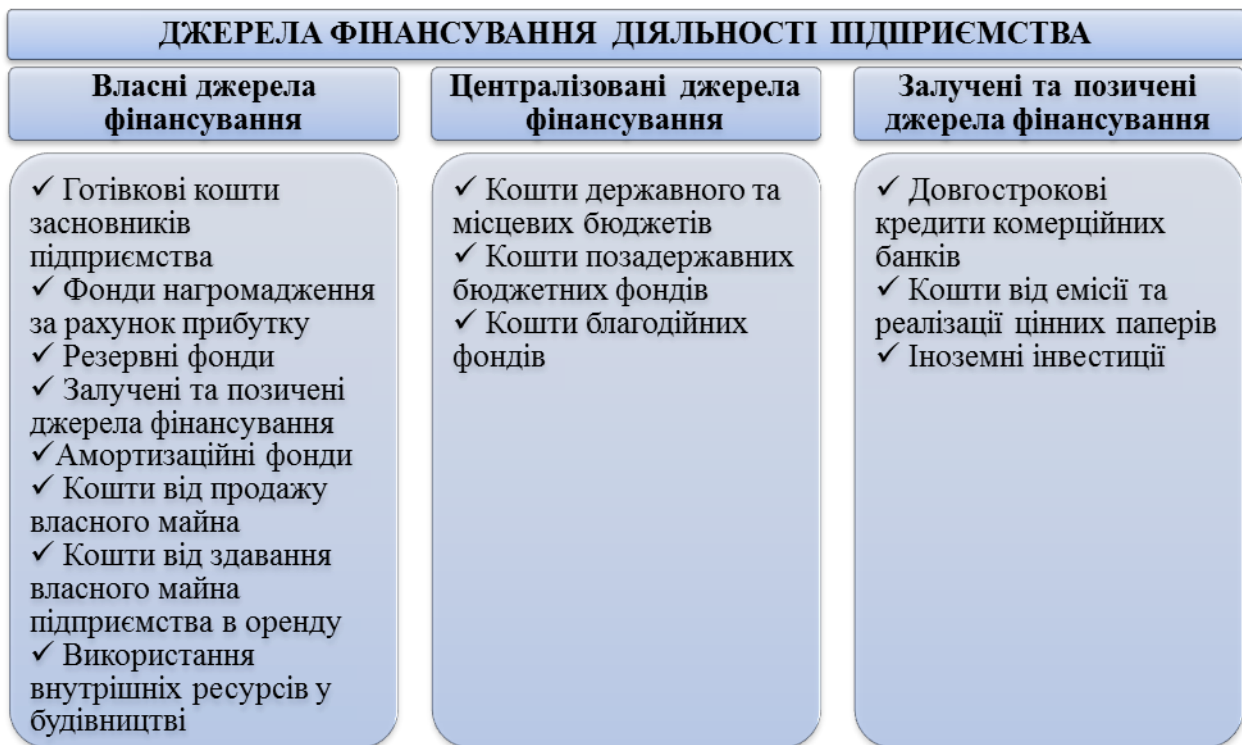 ДЖЕРЕЛА ФІНАНСУВАННЯ ДІЯЛЬНОСТІ ПІДПРИЄМСТВА
Власні джерела
фінансування
✓ Готівкові кошти
засновників
підприємства
✓ Фонди нагромадження
за рахунок прибутку
✓ Резервні фонди
✓ Залучені та позичені
джерела фінансування
✓Амортизаційні фонди
✓ Кошти від продажу
власного майна
✓ Кошти від здавання
власного майна
підприємства в оренду
✓ Використання
внутрішніх ресурсів у
будівництві
Централізовані джерела
фінансування
✓ Кошти державного та
місцевих бюджетів
✓ Кошти позадержавних
бюджетних фондів
✓ Кошти благодійних
фондів
Залучені та позичені
джерела фінансування
✓ Довгострокові
кредити комерційних
банків
✓ Кошти від емісії та
реалізації цінних паперів
✓ Іноземні інвестиції